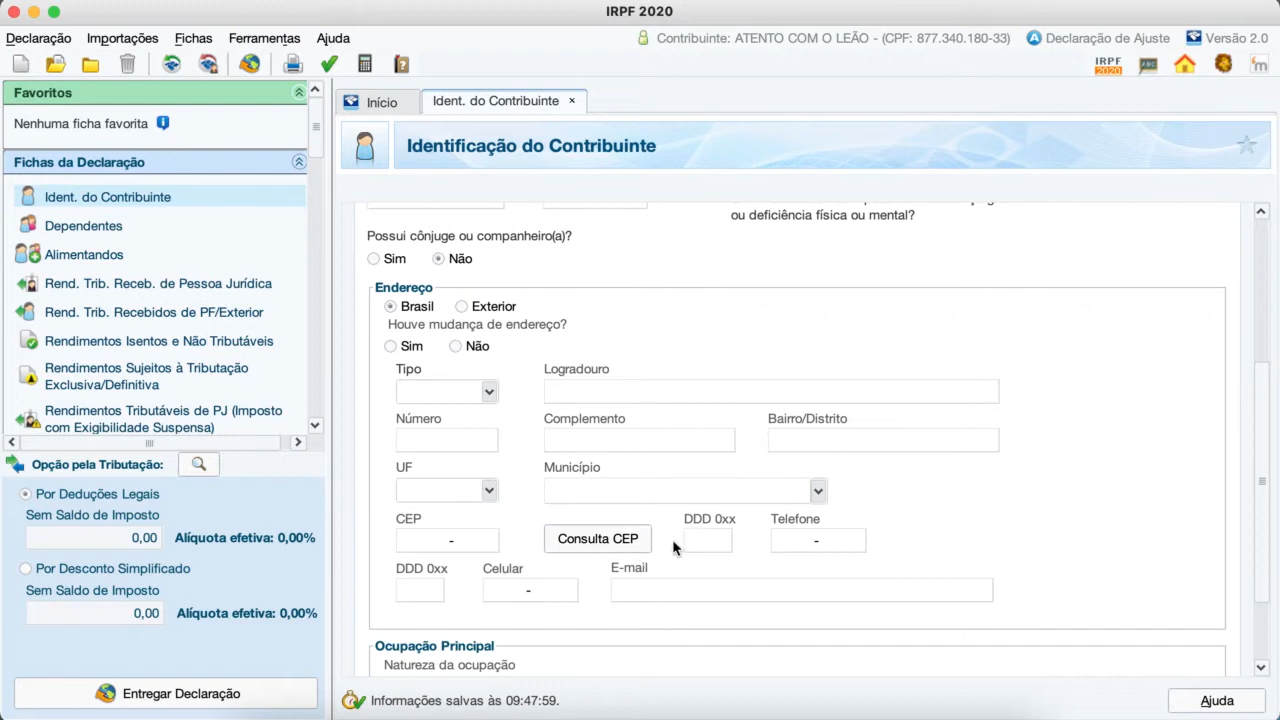 IRPF 2020
Declaração Importações Fichas Ferramentas Ajuda
Contribuinte: ATENTO COM O LEÃO - (CPF: 877.340.180-33) Declaração de Ajuste Versão 2.0
IRPF
2020
ABC
Favoritos
Nenhuma ficha favorita
Fichas da Declaração
Ident. do Contribuinte
Dependentes
Alimentandos
Rend. Trib. Receb. de Pessoa Jurídica
Rend. Trib. Recebidos de PF/Exterior
Rendimentos Isentos e Não Tributáveis
Rendimentos Sujeitos à Tributação
Exclusiva/Definitiva
Rendimentos Tributáveis de PJ (Imposto
com Exigibilidade Suspensa)
Opção pela Tributação:
Por Deduções Legais
Sem Saldo de Imposto
0,00 Alíquota efetiva: 0,00%
Por Desconto Simplificado
Sem Saldo de Imposto
0,00 Alíquota efetiva: 0,00%
Entregar Declaração
Início Ident. do Contribuinte ×
Identificação do Contribuinte
ou deficiência física ou mental?
Possui cônjuge ou companheiro(a)?
Sim Não
Endereço
Brasil Exterior
Houve mudança de endereço?
Sim Não
Tipo Logradouro
Número Complemento Bairro/Distrito
UF Município
CEP DDD 0xx Telefone
- Consulta CEP -
DDD 0xx Celular E-mail
-
Ocupação Principal
Natureza da ocupação
Informações salvas às 09:47:59.
Ajuda